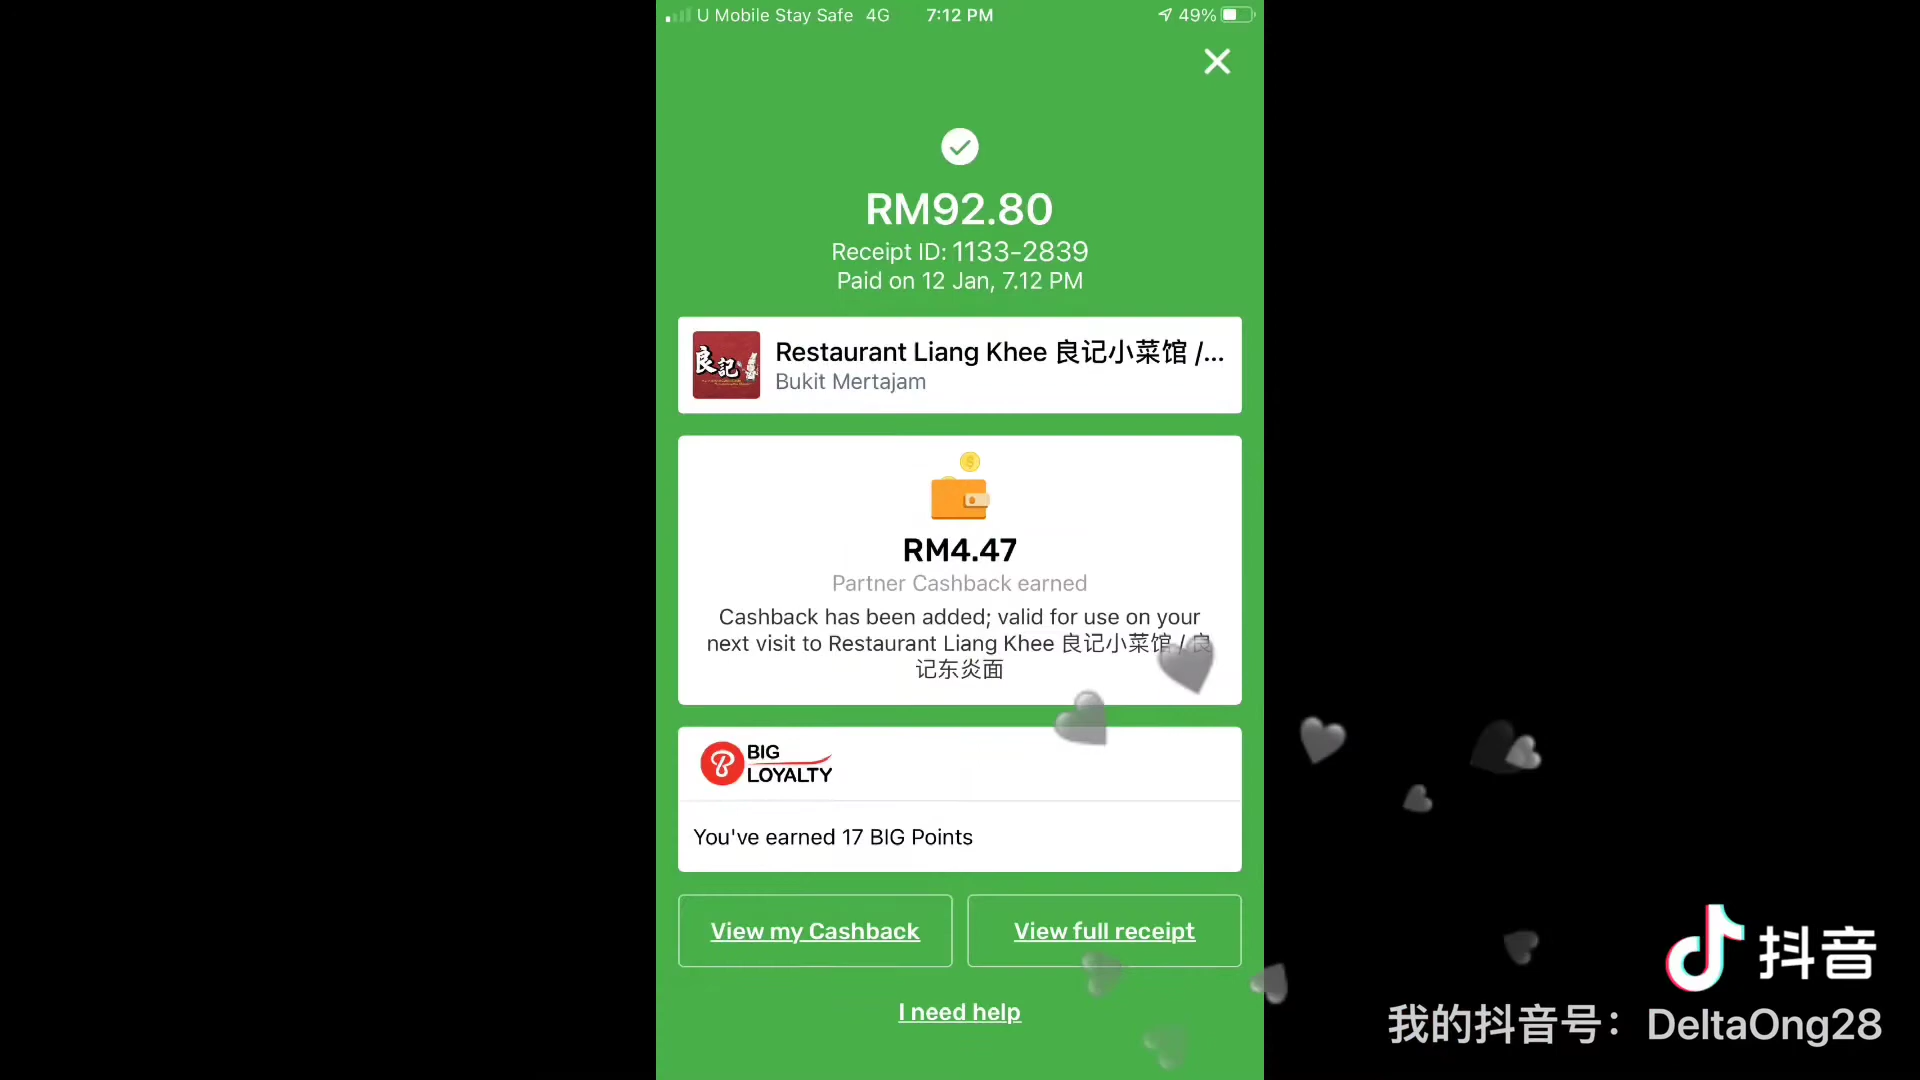 U Mobile Stay Safe 4G 7:12 PM 49%
RM92.80
Receipt ID: 1133-2839
Paid on 12 Jan, 7.12 PM
良記
Restaurant Liang Khee 良记小菜馆 /...
Bukit Mertajam
RM4.47
Partner Cashback earned
Cashback has been added; valid for use on your
next visit to Restaurant Liang Khee 良记小菜馆 / 良
记东炎面
BIG
LOYALTY
You've earned 17 BIG Points
View my Cashback View full receipt
I need help
抖音
我的抖音号：DeltaOng28